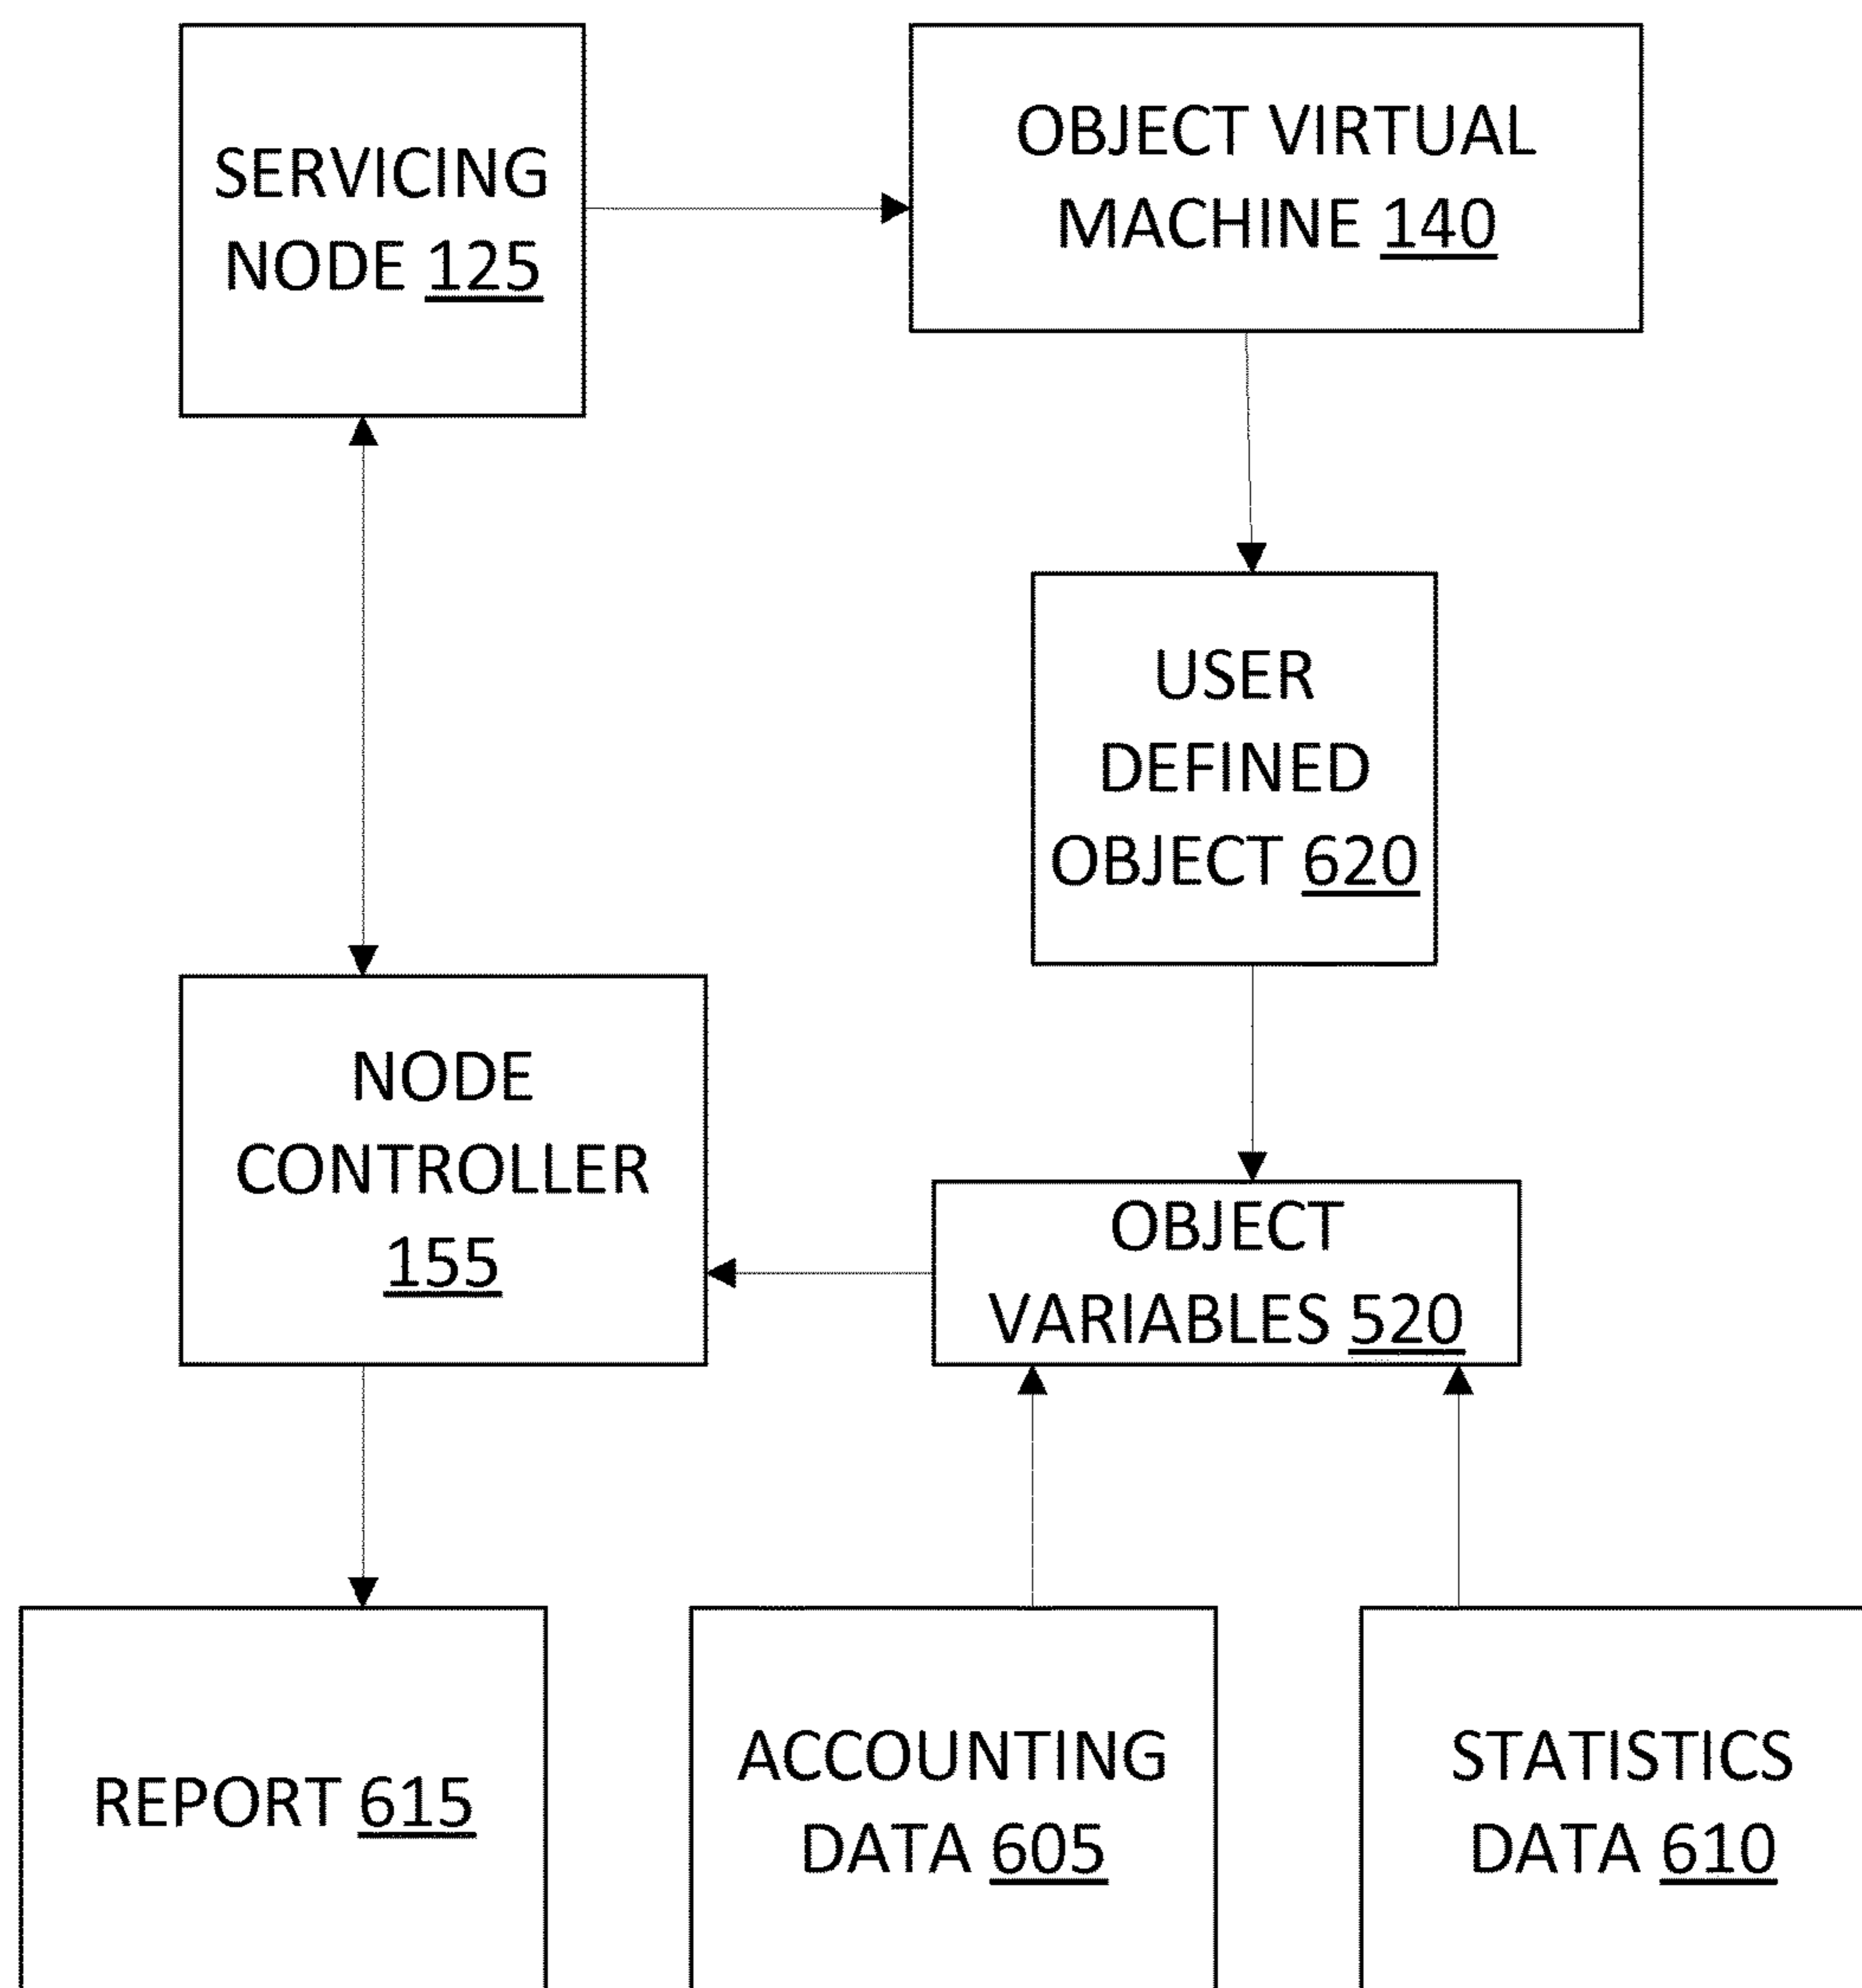 SERVICING
NODE 125
OBJECT VIRTUAL
MACHINE 140
USER
DEFINED
OBJECT 620
NODE
CONTROLLER
155
OBJECT
VARIABLES 520
REPORT 615
ACCOUNTING
DATA 605
STATISTICS
DATA 610